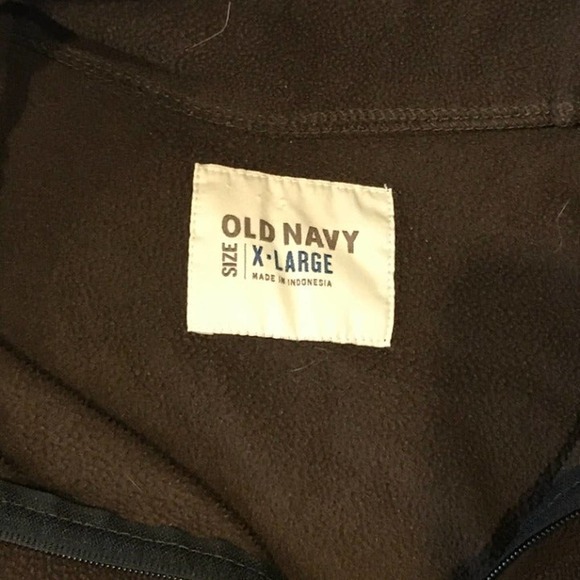 OLD NAVY
SIZE
X-LARGE
MADE IN INDONESIA